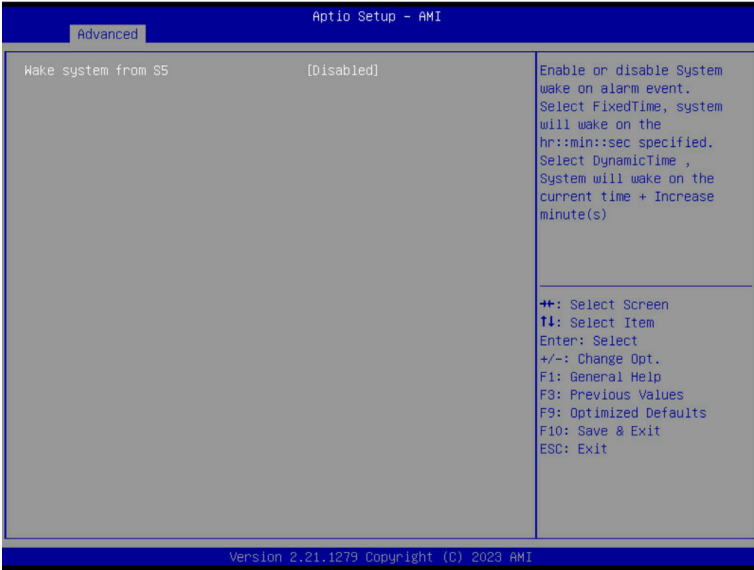 Aptio Setup – AMI
Advanced
Wake system from S5 [Disabled]
Enable or disable System
wake on alarm event.
Select FixedTime, system
will wake on the
hr::min::sec specified.
Select DynamicTime ,
System will wake on the
current time + Increase
minute(s)
→←: Select Screen
↑↓: Select Item
Enter: Select
+/-: Change Opt.
F1: General Help
F3: Previous Values
F9: Optimized Defaults
F10: Save & Exit
ESC: Exit
Version 2.21.1279 Copyright (C) 2023 AMI